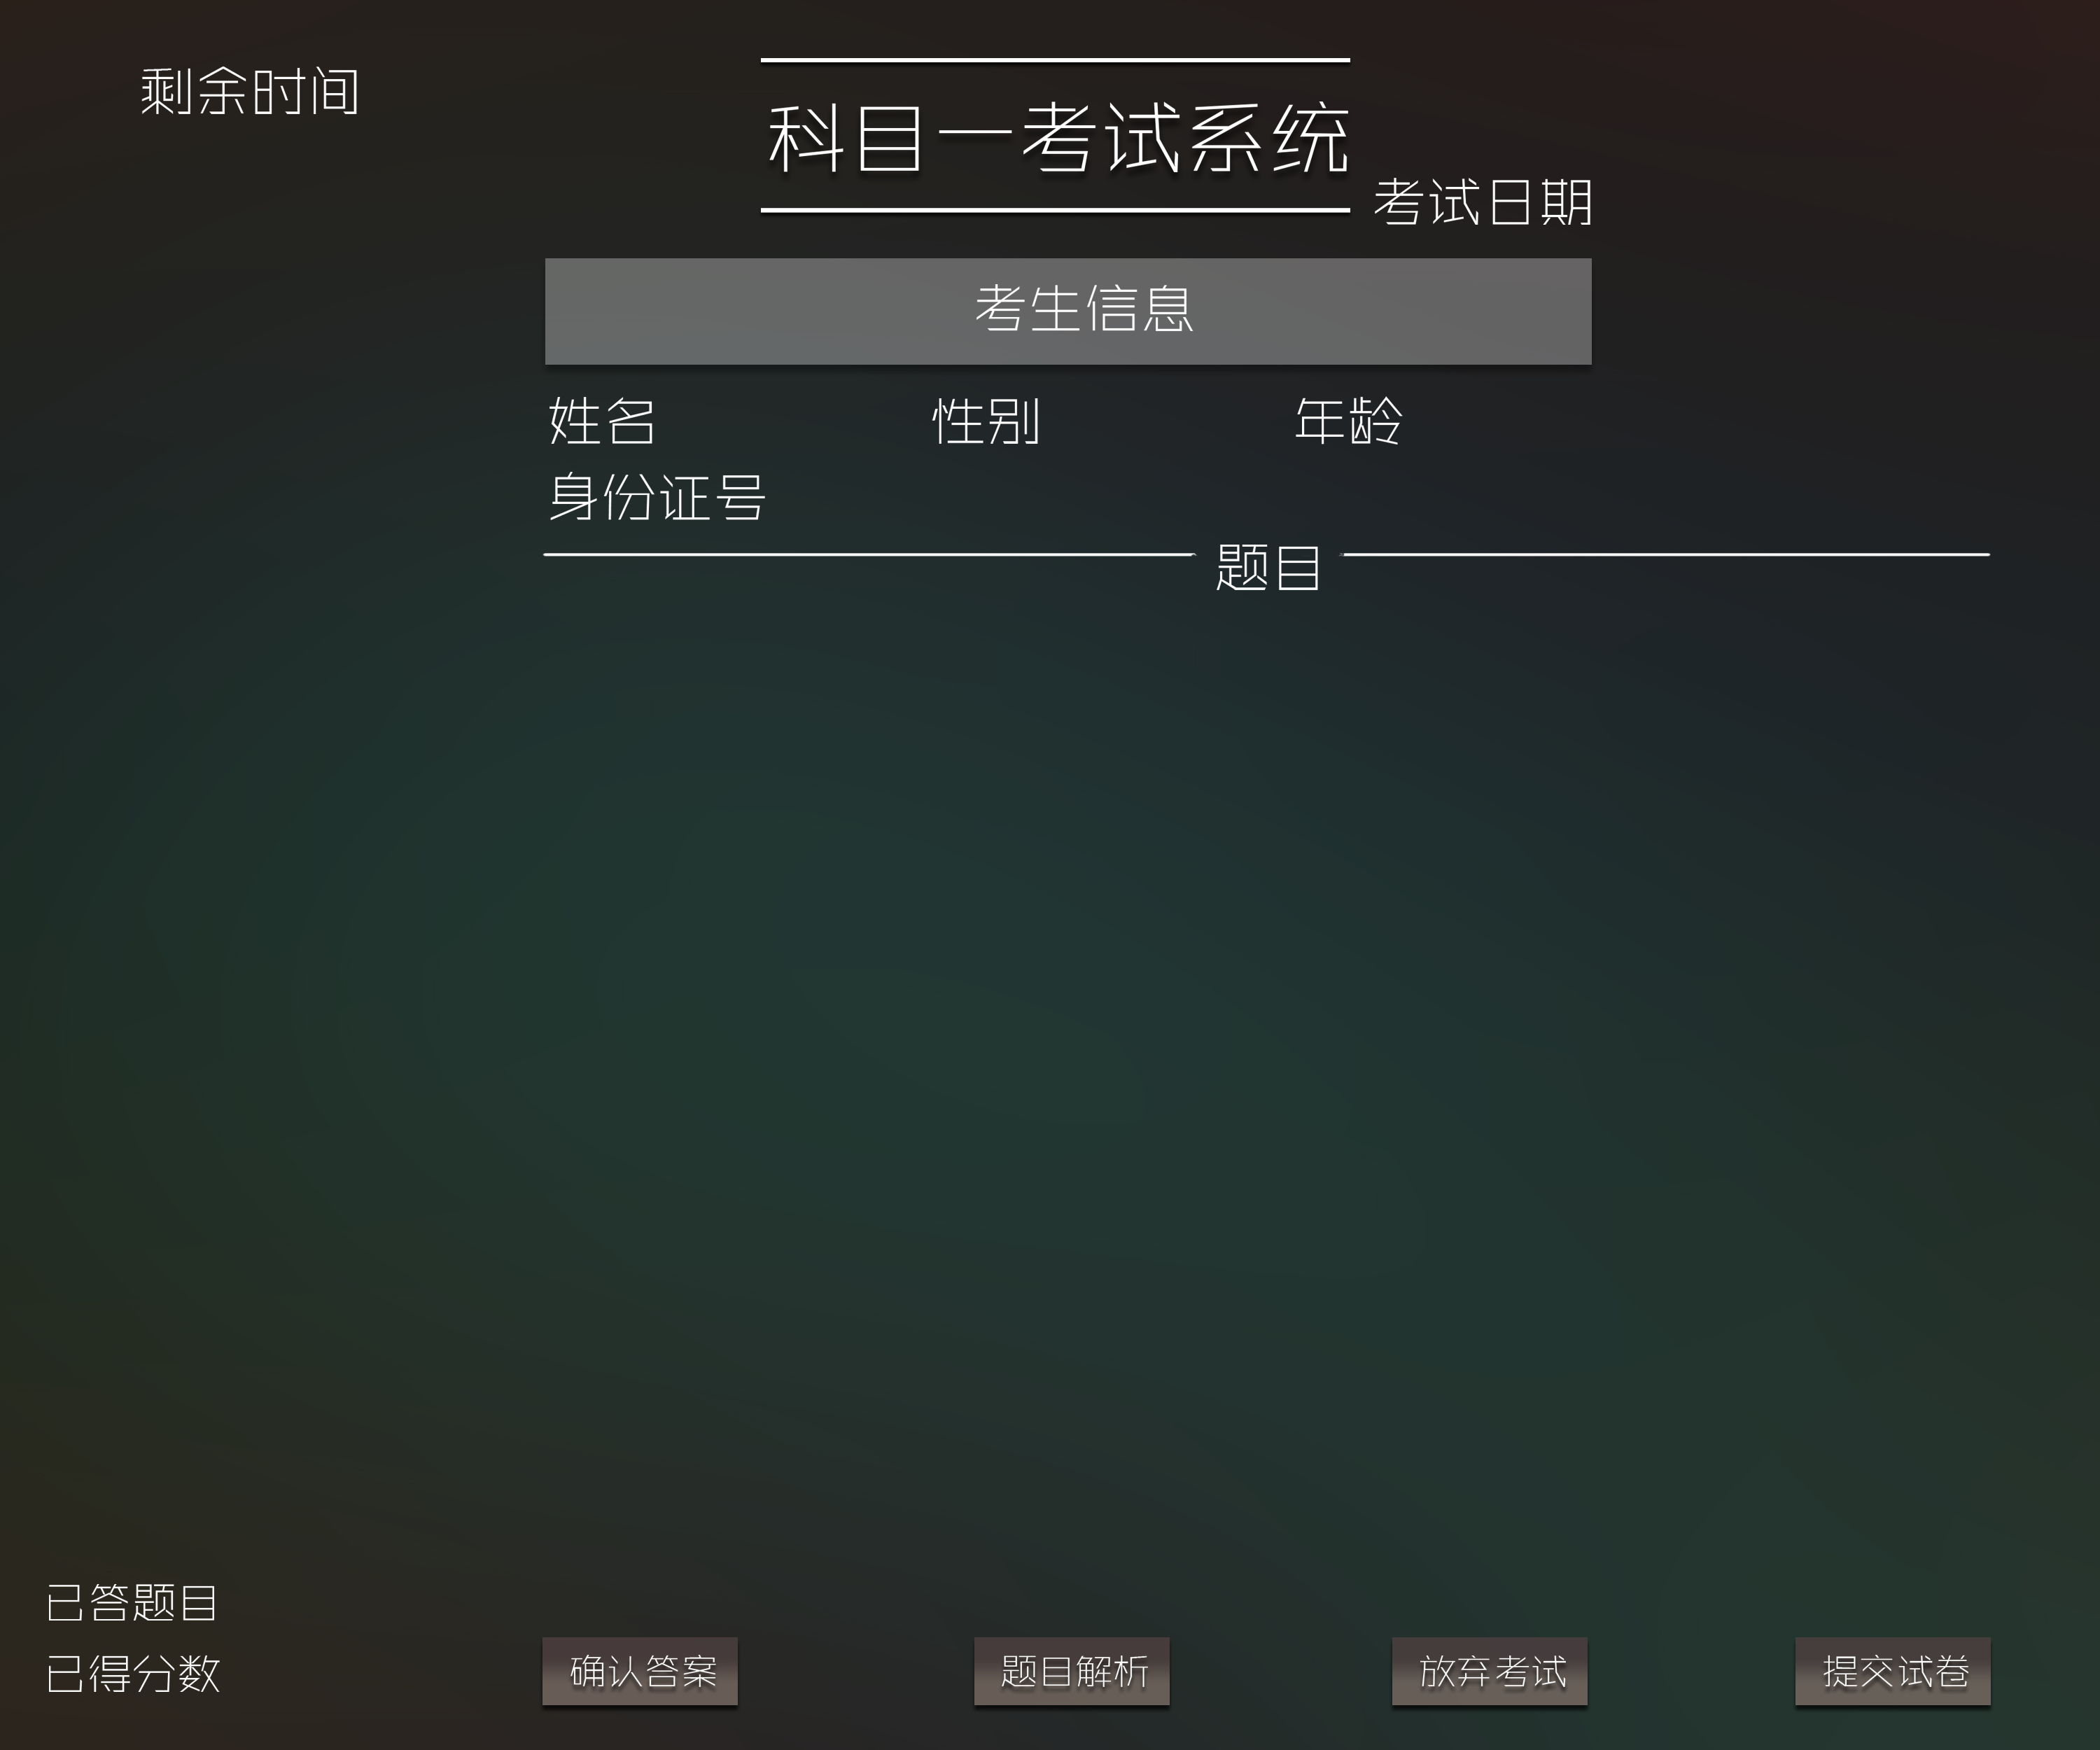 剩余时间
科目一考试系统
考试日期
考生信息
姓名 性别 年龄
身份证号
题目
已答题目
已得分数
确认答案 题目解析 放弃考试 提交试卷